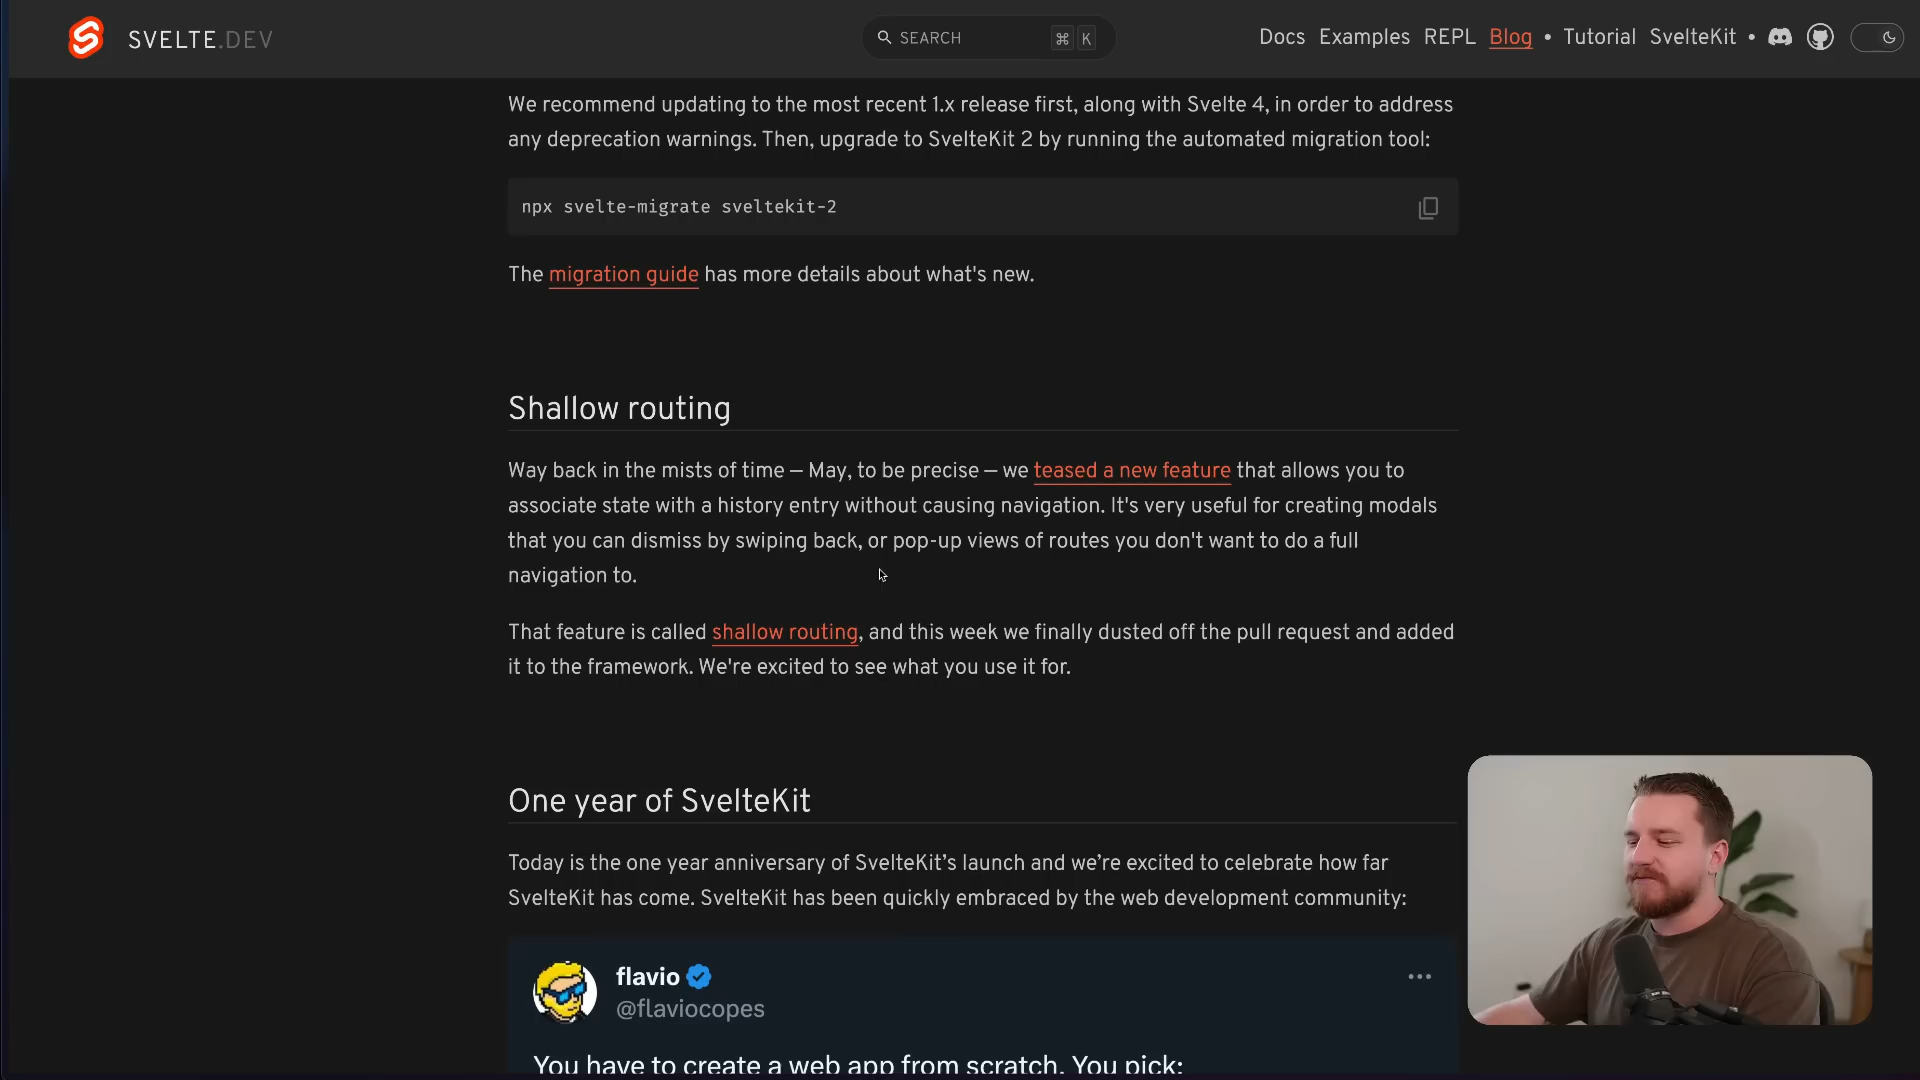 SVELTE.DEV
SEARCH
⌘ K
Docs Examples REPL Blog • Tutorial SvelteKit •
We recommend updating to the most recent 1.x release first, along with Svelte 4, in order to address
any deprecation warnings. Then, upgrade to SvelteKit 2 by running the automated migration tool:
npx svelte-migrate sveltekit-2
The migration guide has more details about what's new.
Shallow routing
Way back in the mists of time — May, to be precise — we teased a new feature that allows you to
associate state with a history entry without causing navigation. It's very useful for creating modals
that you can dismiss by swiping back, or pop-up views of routes you don't want to do a full
navigation to.
That feature is called shallow routing, and this week we finally dusted off the pull request and added
it to the framework. We're excited to see what you use it for.
One year of SvelteKit
Today is the one year anniversary of SvelteKit’s launch and we’re excited to celebrate how far
SvelteKit has come. SvelteKit has been quickly embraced by the web development community:
flavio
@flaviocopes
You have to create a web app from scratch. You pick: